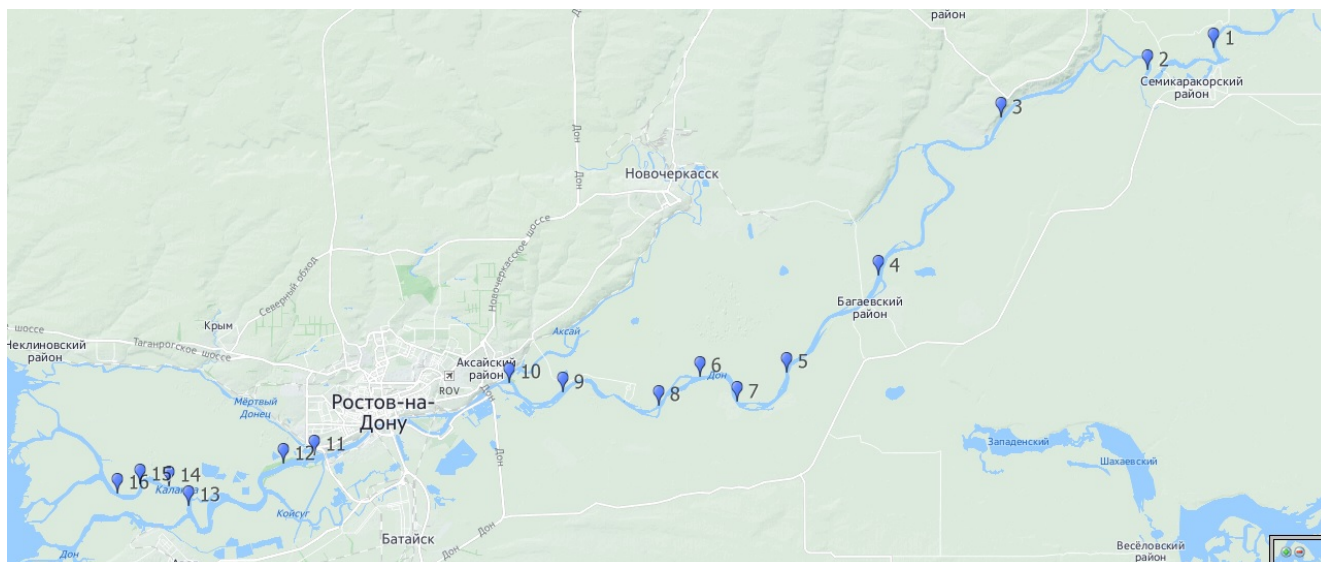 район
1
2
Семикаракорский
район
3
Дон
Новочеркасск
Дон
Новочеркасское шоссе
4
Северный обход
Багаевский
район
Крым
Аксай
е шоссе
Неклиновский
район
Таганрогское шоссе
Аксайский
район
10
9
6
Дон
5
7
8
ROV
Дон
Мёртвый
Донец
Ростов-на-
Дону
11
12
Западенский
Шахаевский
16
15
14
Каланча
13
Койсуг
Дон
Батайск
Дон
Дон
Весёловский
район